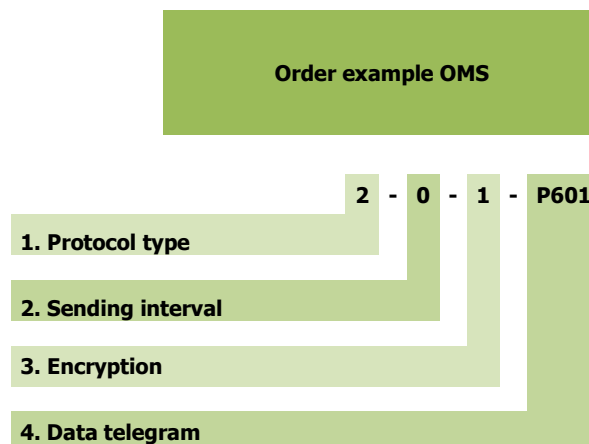 Order example OMS
2 - 0 - 1 - P601
1. Protocol type
2. Sending interval
3. Encryption
4. Data telegram